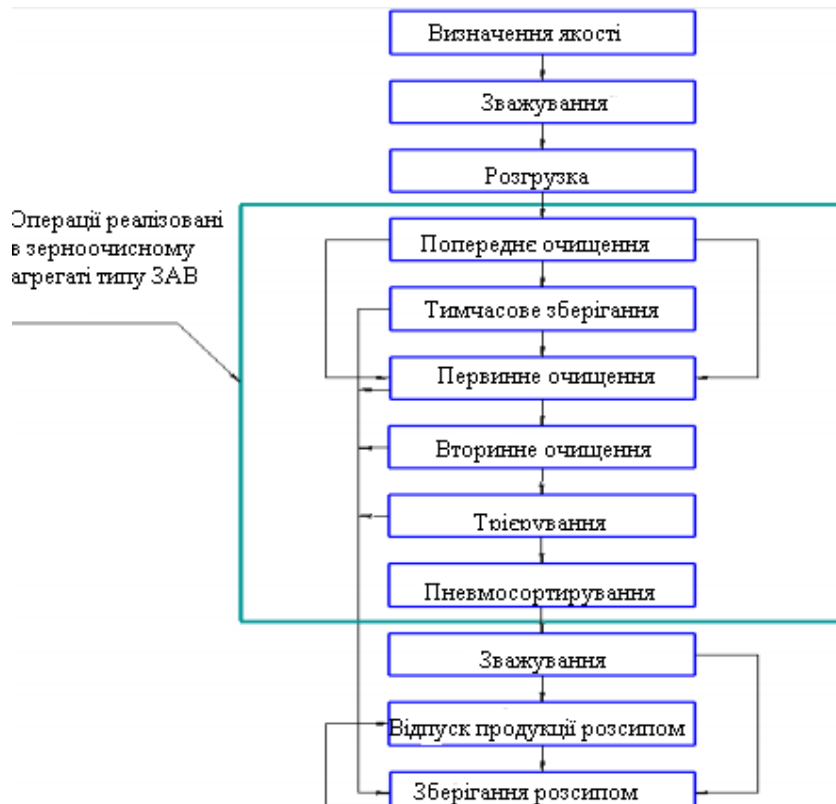 Визначення якості
Зважування
Розгрузка
Операції реалізовані
в зерноочисному
агрегаті типу ЗАВ
Попереднє очищення
Тимчасове зберігання
Первинне очищення
Вторинне очищення
Трієрування
Пневмосортирування
Зважування
Відпуск продукції розсипом
Зберігання розсипом